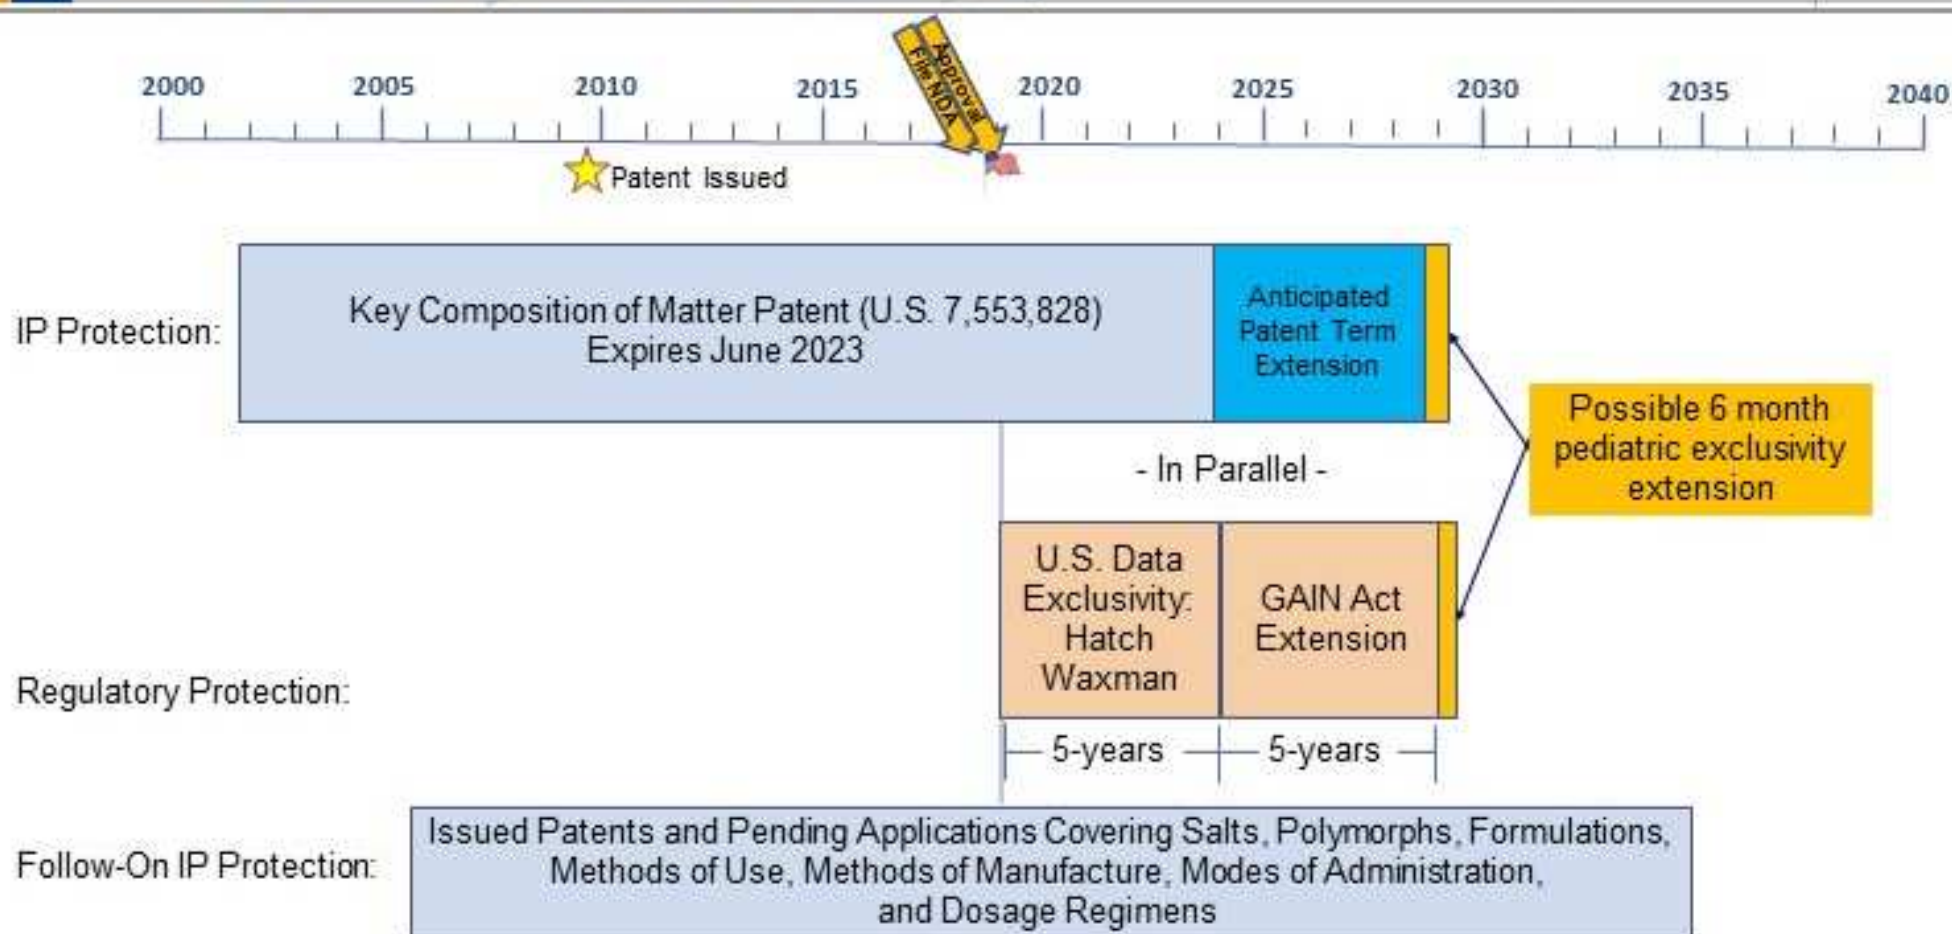 2000 2005 2010 2015 2020 2025 2030 2035 2040
File NDA
Approval
Patent Issued
IP Protection:
Key Composition of Matter Patent (U.S. 7,553,828)
Expires June 2023
Anticipated
Patent Term
Extension
- In Parallel -
Possible 6 month
pediatric exclusivity
extension
Regulatory Protection:
U.S. Data
Exclusivity:
Hatch
Waxman
GAIN Act
Extension
5-years 5-years
Follow-On IP Protection:
Issued Patents and Pending Applications Covering Salts, Polymorphs, Formulations,
Methods of Use, Methods of Manufacture, Modes of Administration,
and Dosage Regimens